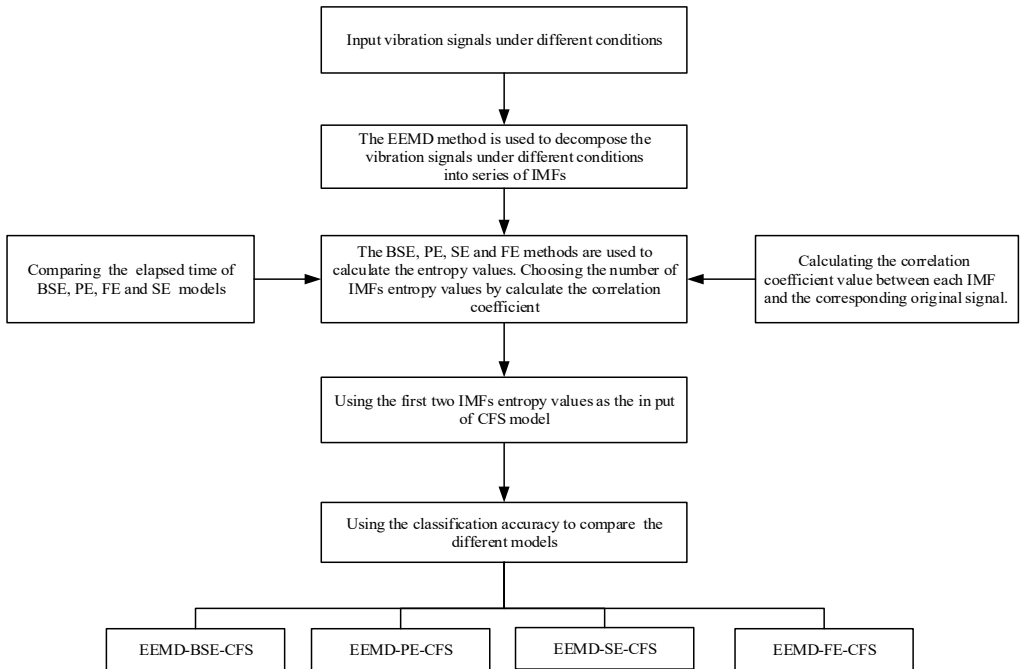 Input vibration signals under different conditions
The EEMD method is used to decompose the
vibration signals under different conditions
into series of IMFs
Comparing the elapsed time of
BSE, PE, FE and SE models
The BSE, PE, SE and FE methods are used to
calculate the entropy values. Choosing the number of
IMFs entropy values by calculate the correlation
coefficient
Calculating the correlation
coefficient value between each IMF
and the corresponding original signal.
Using the first two IMFs entropy values as the in put
of CFS model
Using the classification accuracy to compare the
different models
EEMD-BSE-CFS
EEMD-PE-CFS
EEMD-SE-CFS
EEMD-FE-CFS